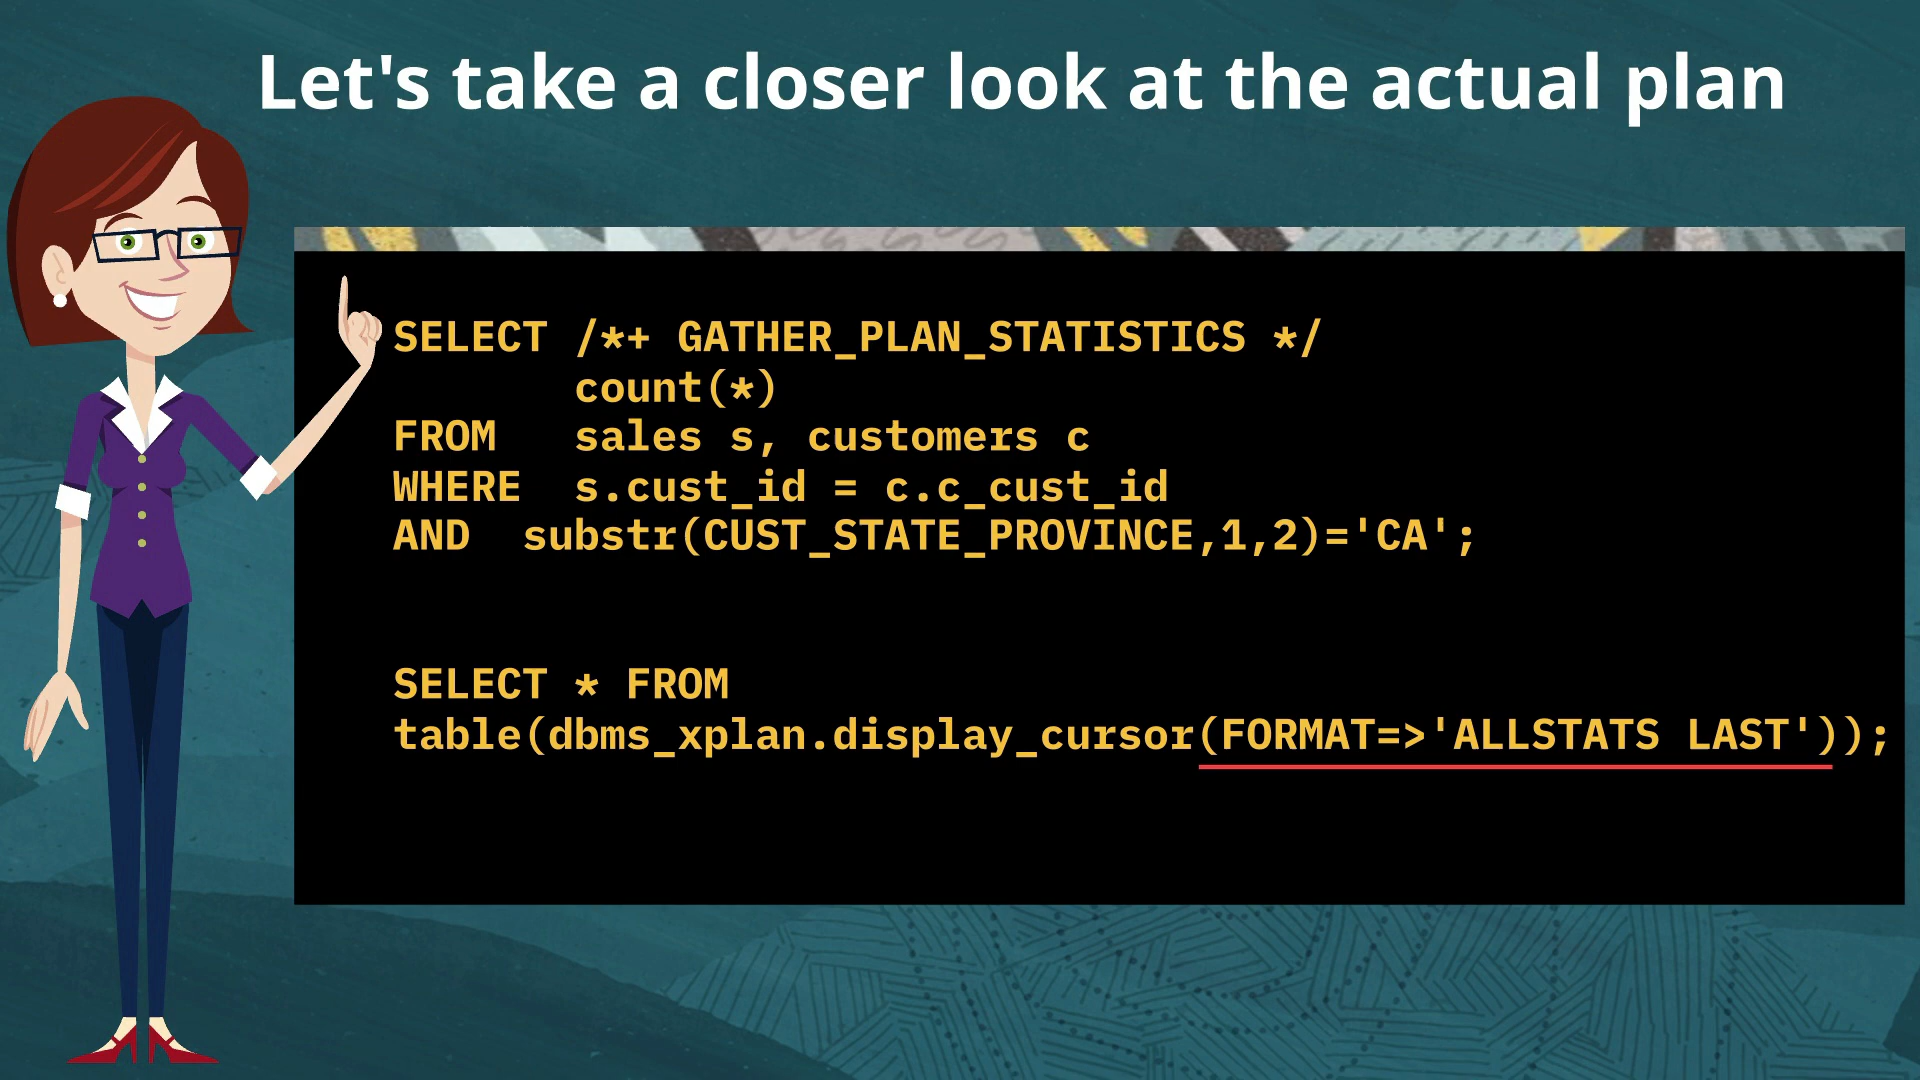 Let's take a closer look at the actual plan
SELECT /*+ GATHER_PLAN_STATISTICS */
count(*)
FROM sales s, customers c
WHERE s.cust_id = c.c_cust_id
AND substr(CUST_STATE_PROVINCE,1,2)='CA';
SELECT * FROM
table(dbms_xplan.display_cursor(FORMAT=>'ALLSTATS LAST'));